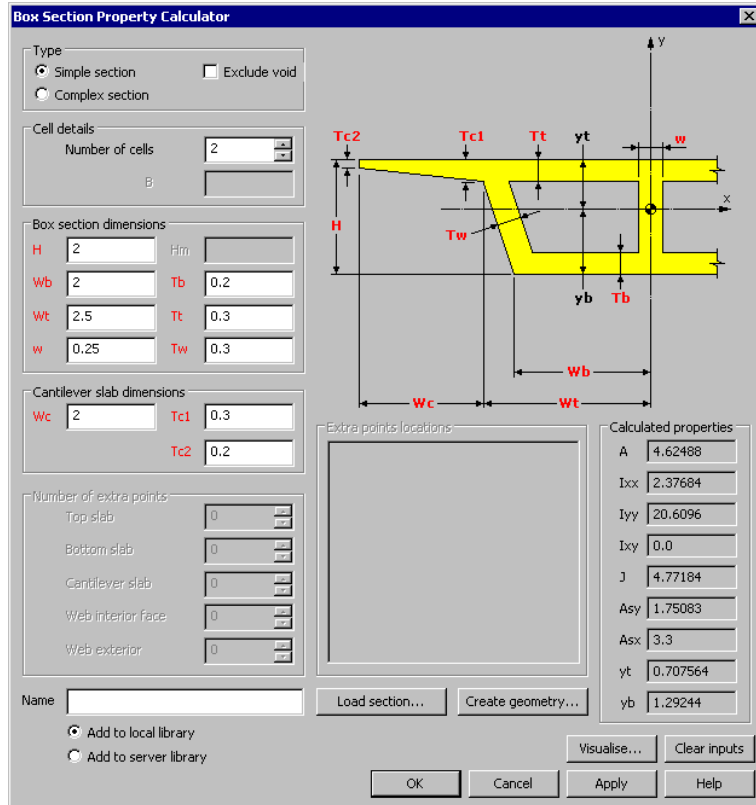 Box Section Property Calculator
Type
Simple section
Exclude void
Complex section
Cell details
Number of cells 2
B
Box section dimensions
H 2 Hm
Wb 2 Tb 0.2
Wt 2.5 Tt 0.3
w 0.25 Tw 0.3
Cantilever slab dimensions
Wc 2 Tc1 0.3
Tc2 0.2
Number of extra points
Top slab 0
Bottom slab 0
Cantilever slab 0
Web interior face 0
Web exterior 0
y
Tc2 Tc1 Tt yt w
x
H
Tw
yb Tb
Wb
Wc Wt
Extra points locations
Calculated properties
A 4.62488
Ixx 2.37684
Iyy 20.6096
Ixy 0.0
J 4.77184
Asy 1.75083
Asx 3.3
yt 0.707564
yb 1.29244
Name
Load section...
Create geometry...
Add to local library
Add to server library
Visualise...
Clear inputs
OK
Cancel
Apply
Help